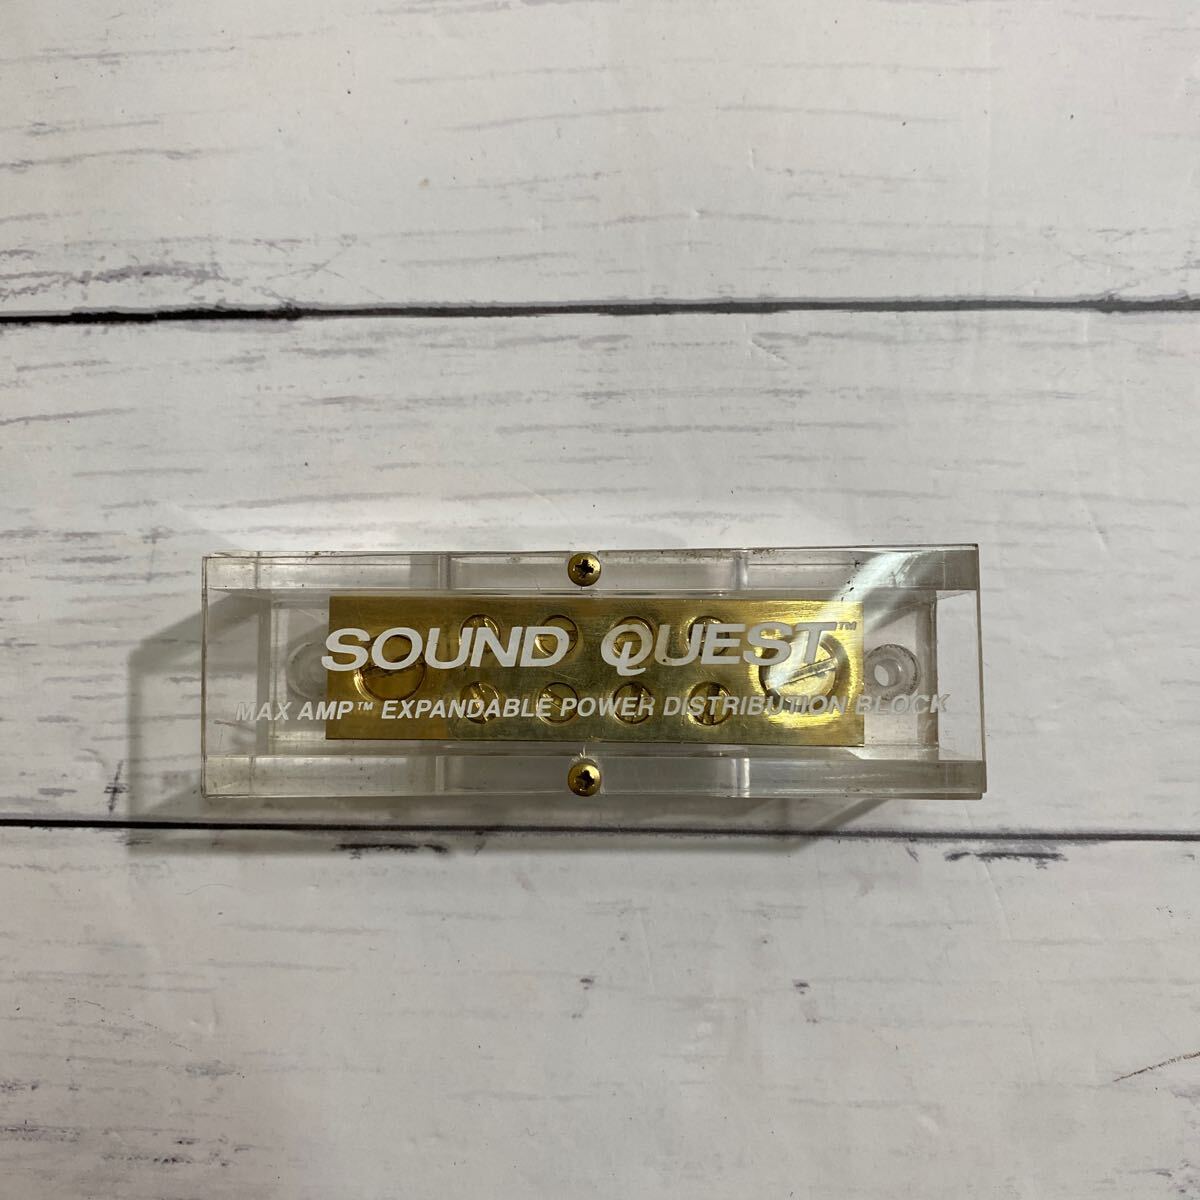 SOUND QUEST™
MAX AMP™ EXPANDABLE POWER DISTRIBUTION BLOCK